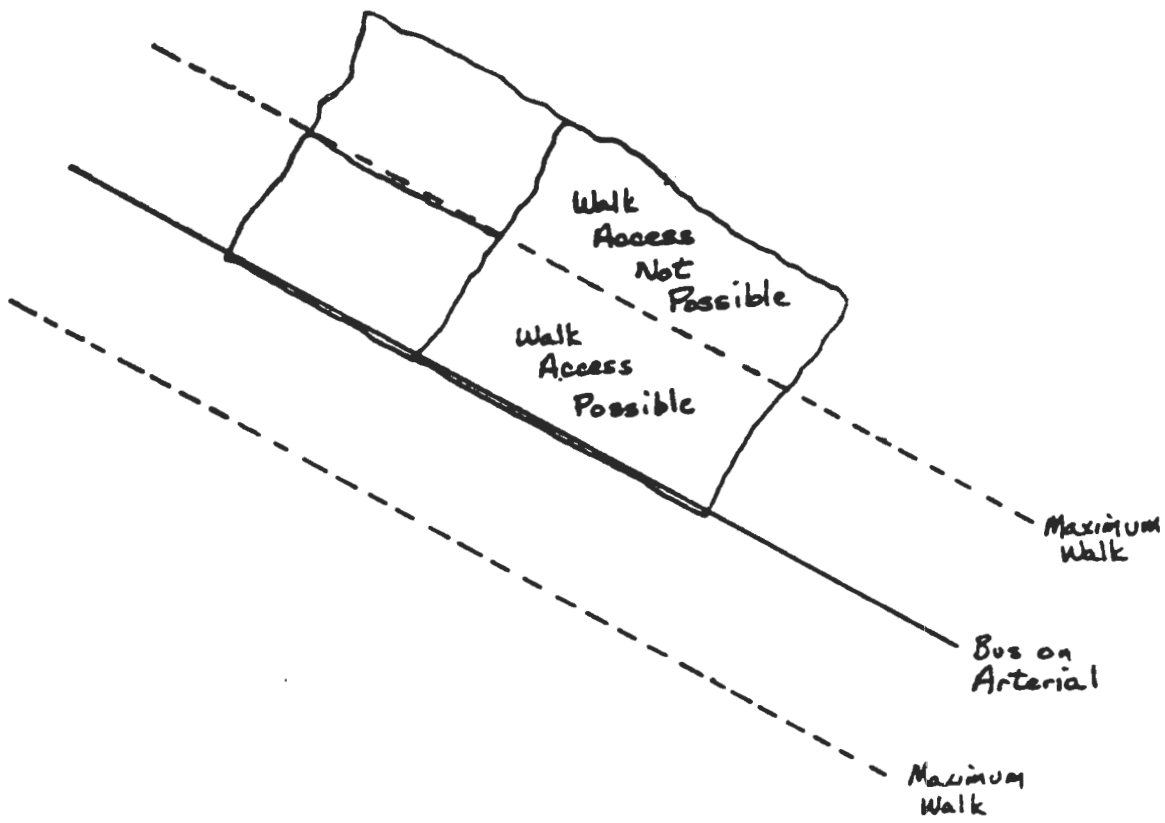 Walk
Access
Not
Possible
Walk
Access
Possible
Maximum
Walk
Bus on
Arterial
Maximum
Walk